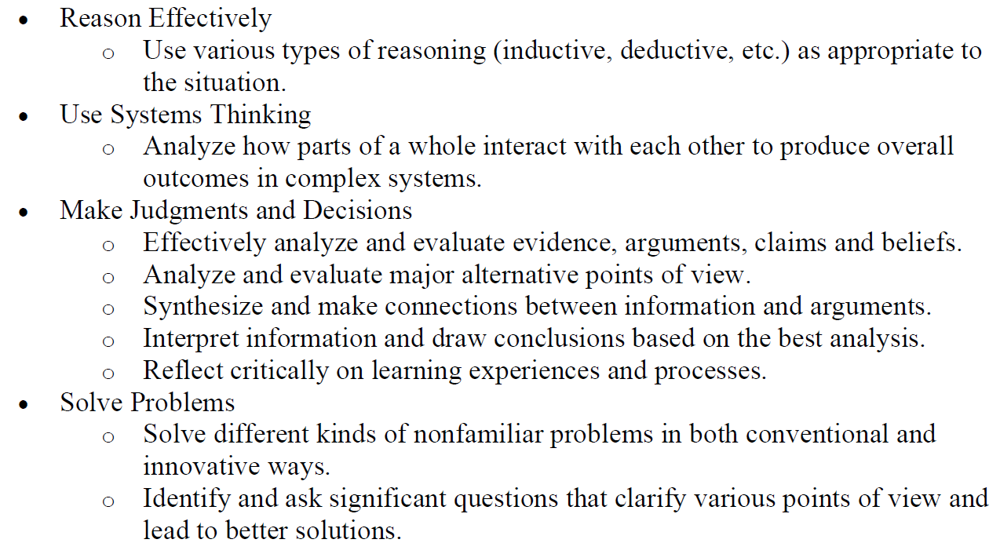 • Reason Effectively
o Use various types of reasoning (inductive, deductive, etc.) as appropriate to
the situation.
• Use Systems Thinking
o Analyze how parts of a whole interact with each other to produce overall
outcomes in complex systems.
• Make Judgments and Decisions
o Effectively analyze and evaluate evidence, arguments, claims and beliefs.
o Analyze and evaluate major alternative points of view.
o Synthesize and make connections between information and arguments.
o Interpret information and draw conclusions based on the best analysis.
o Reflect critically on learning experiences and processes.
• Solve Problems
o Solve different kinds of nonfamiliar problems in both conventional and
innovative ways.
o Identify and ask significant questions that clarify various points of view and
lead to better solutions.